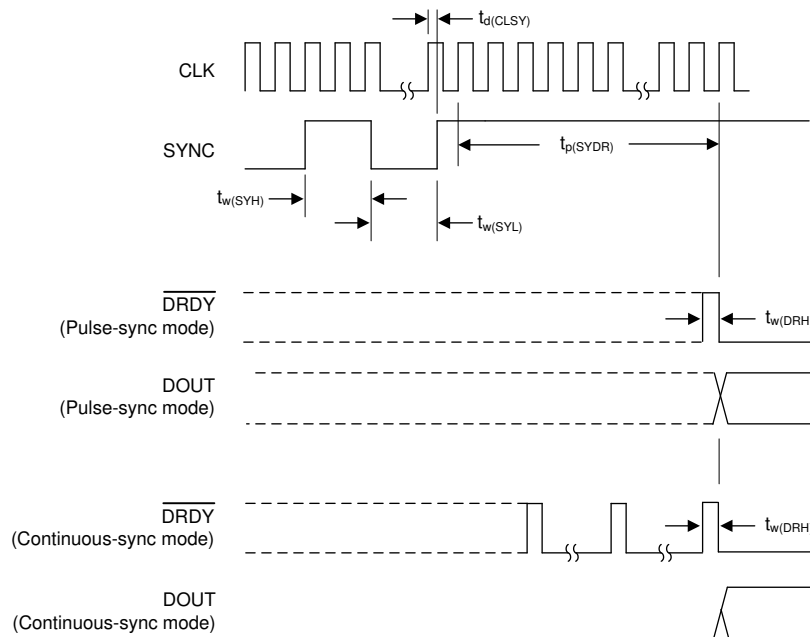 t_d(CLSY)
CLK
SYNC
t_p(SYDR)
t_w(SYH)
t_w(SYL)
DRDY
(Pulse-sync mode)
t_w(DRH
DOUT
(Pulse-sync mode)
DRDY
(Continuous-sync mode)
t_w(DRH
DOUT
(Continuous-sync mode)